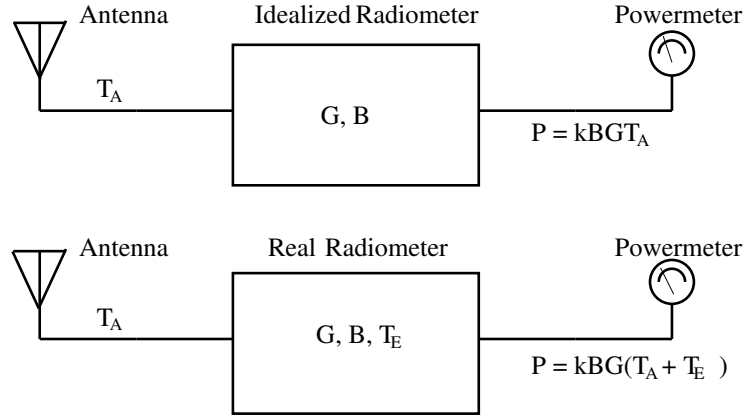 Antenna Idealized Radiometer Powermeter
T_A
G, B
P = kBGT_A
Antenna Real Radiometer Powermeter
T_A
G, B, T_E
P = kBG(T_A + T_E )